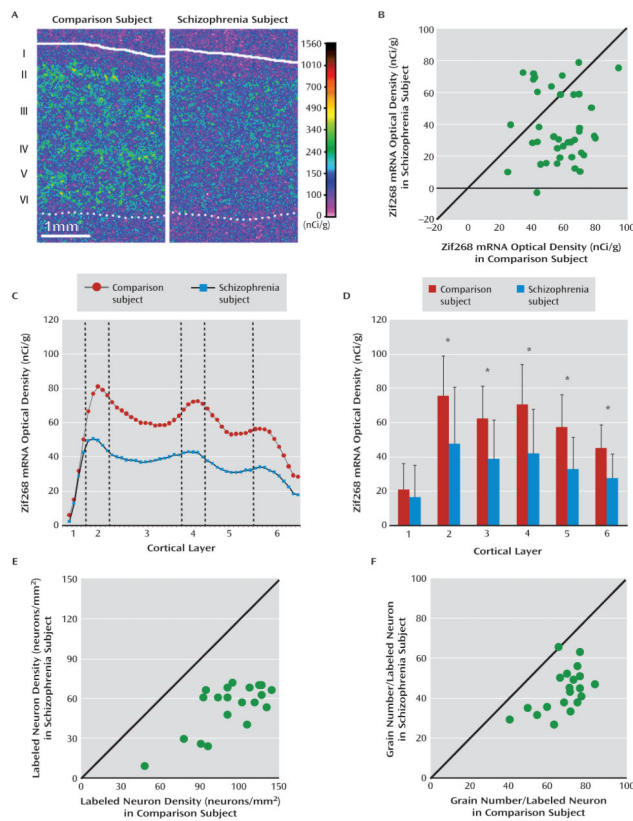 A
Comparison Subject
Schizophrenia Subject
I
II
III
IV
V
VI
1mm
1560
1010
700
490
340
240
150
100
0
(nCi/g)
B
Zif268 mRNA Optical Density (nCi/g)
in Schizophrenia Subject
100
80
60
40
20
0
−20
−20
0
20
40
60
80
100
Zif268 mRNA Optical Density (nCi/g)
in Comparison Subject
C
Comparison
subject
Schizophrenia
subject
Zif268 mRNA Optical Density (nCi/g)
120
100
80
60
40
20
0
1
2
3
4
5
6
Cortical Layer
D
Comparison
subject
Schizophrenia
subject
Zif268 mRNA Optical Density (nCi/g)
120
100
80
60
40
20
0
*
*
*
*
*
1
2
3
4
5
6
Cortical Layer
E
Labeled Neuron Density (neurons/mm²)
in Schizophrenia Subject
150
120
90
60
30
0
0
30
60
90
120
150
Labeled Neuron Density (neurons/mm²)
in Comparison Subject
F
Grain Number/Labeled Neuron
in Schizophrenia Subject
100
80
60
40
20
0
0
20
40
60
80
100
Grain Number/Labeled Neuron
in Comparison Subject